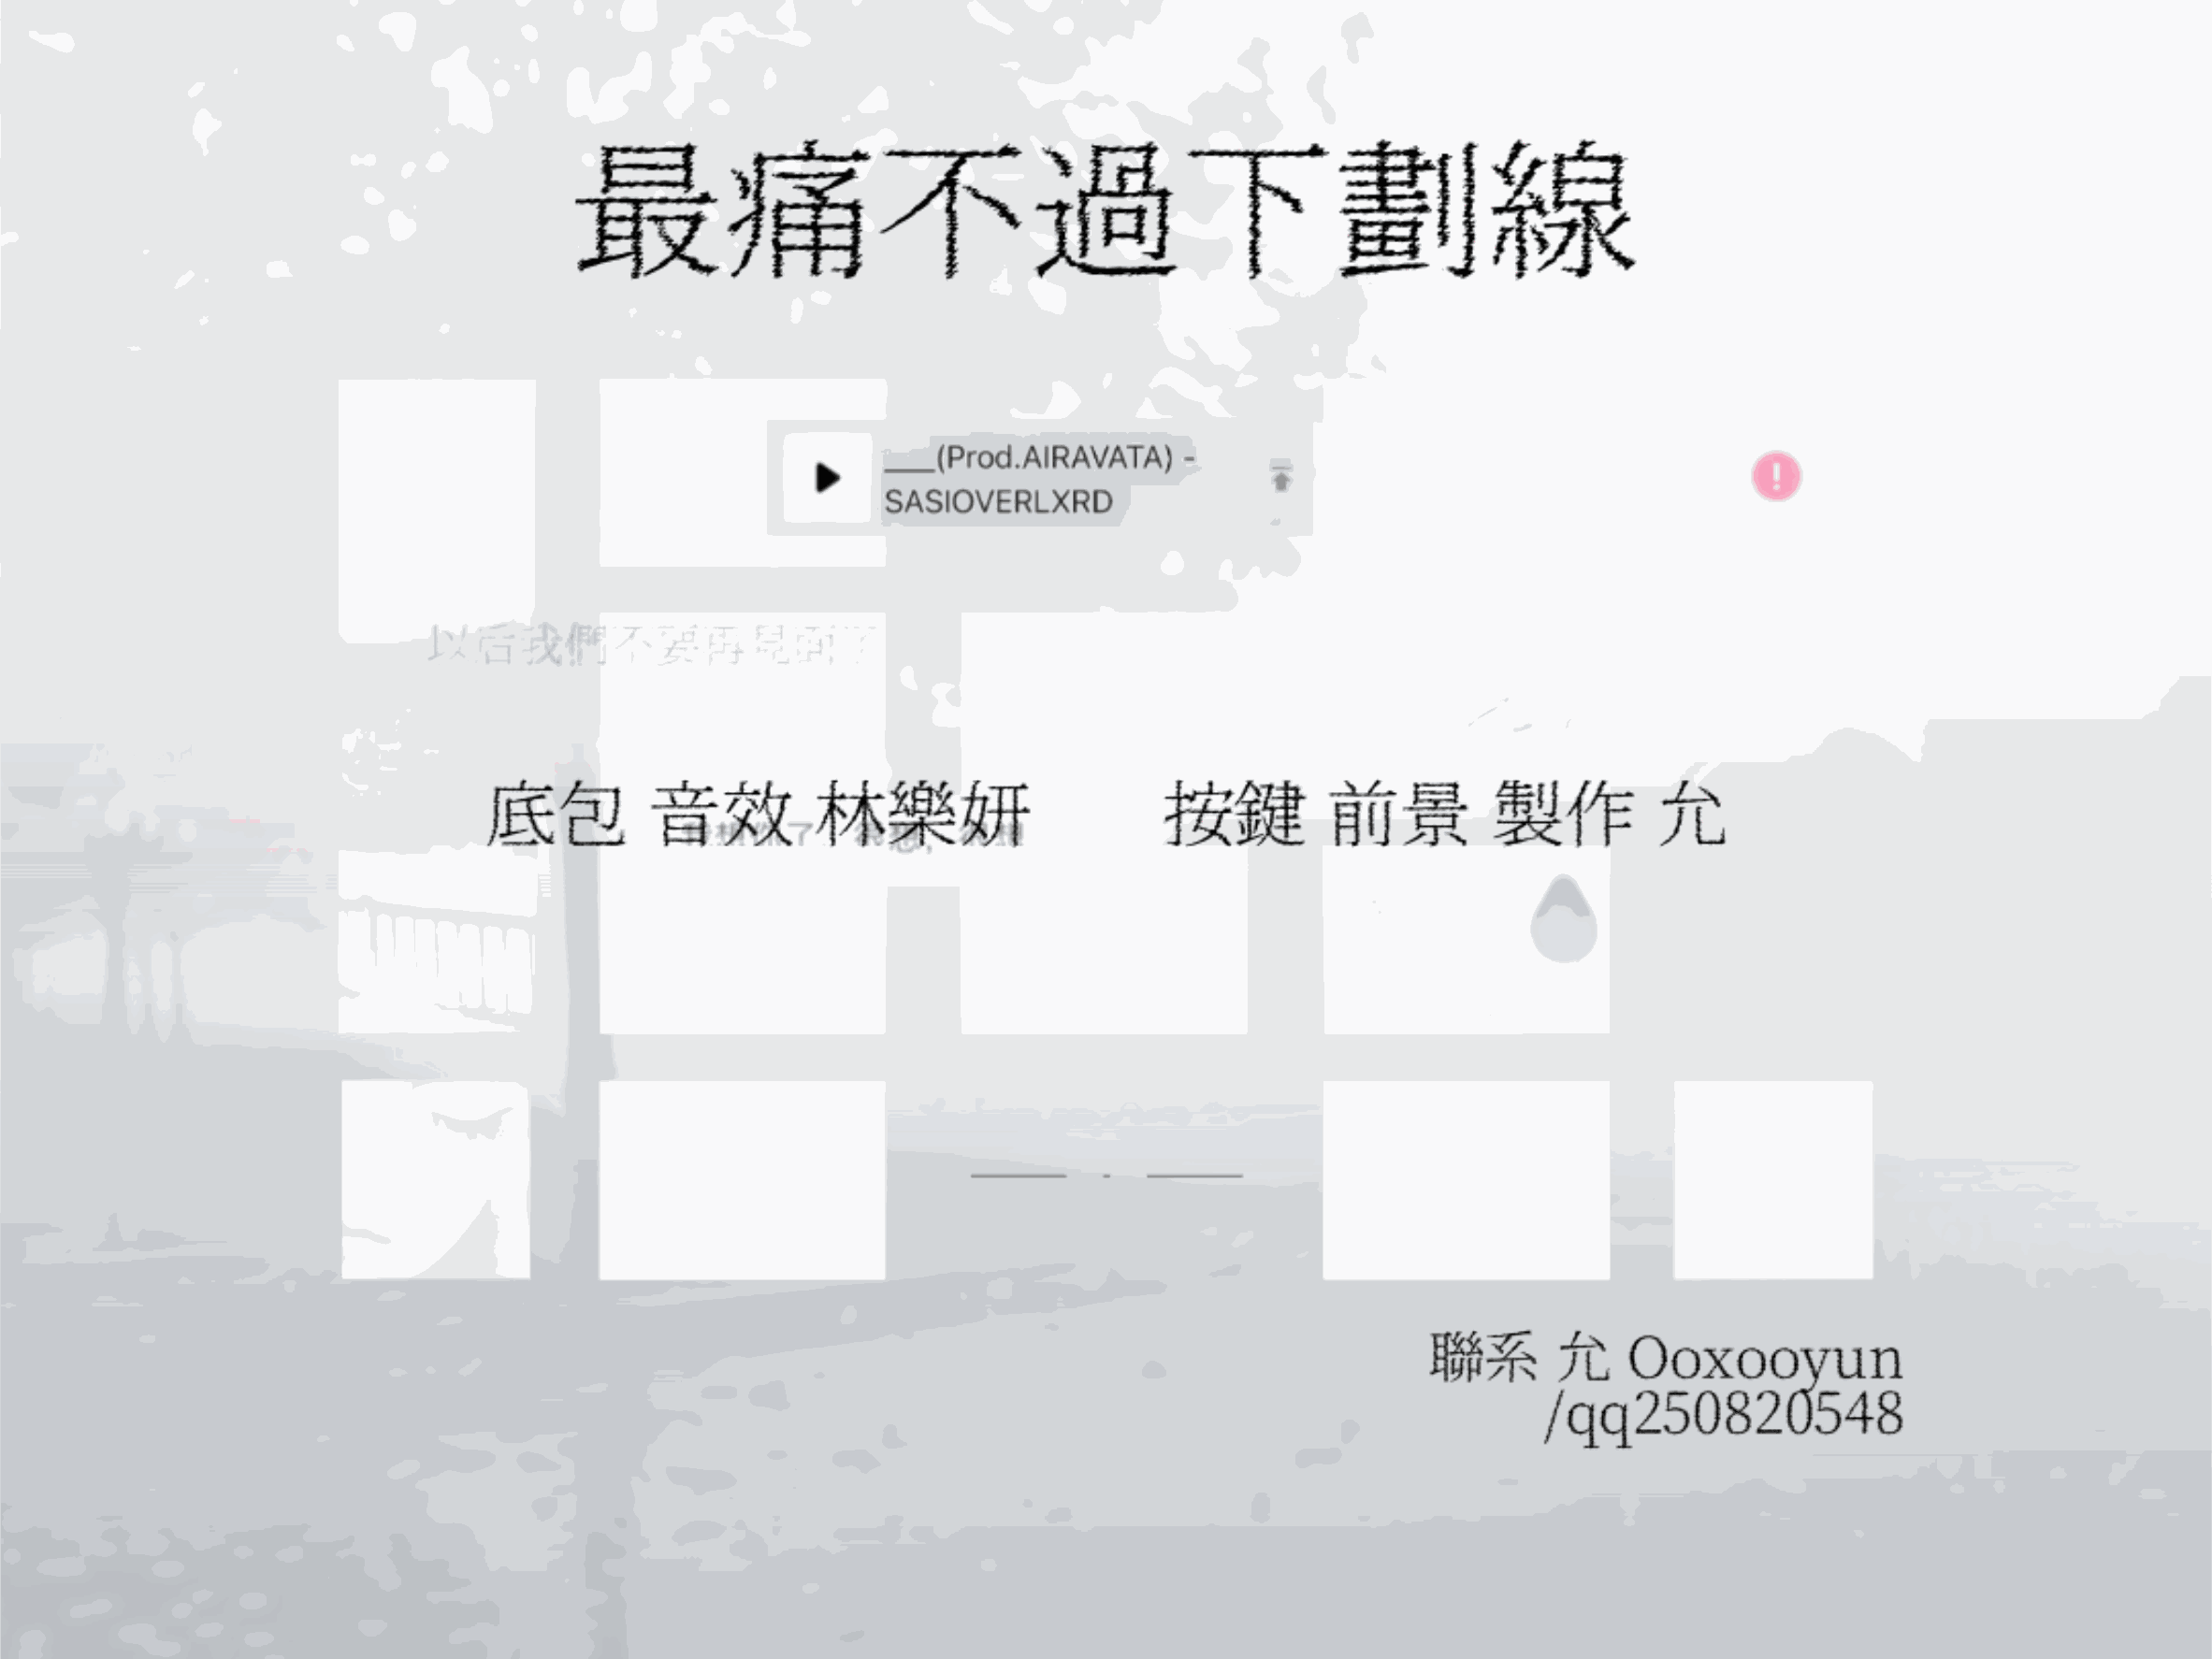 最痛不過下劃線
___(Prod.AIRAVATA) -
SASIOVERLXRD
以后我們不要再見面了
底包 音效 林樂妍 按鍵 前景 製作 允
聯系 允 Ooxooyun
/qq250820548